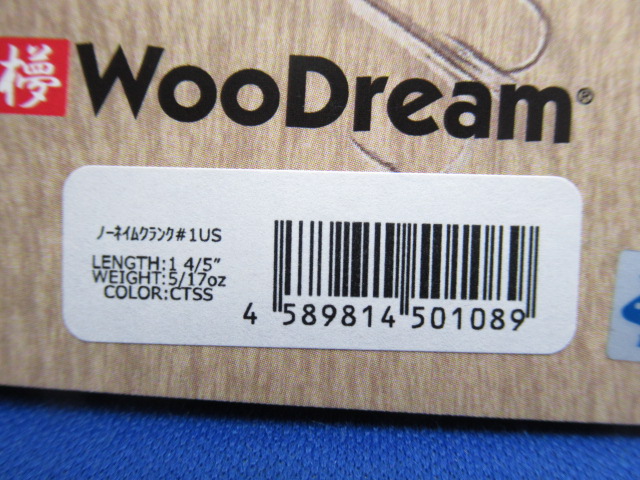 櫻 WooDream®
ﾉｰﾈｲﾑｸﾗﾝｸ#1US
LENGTH:1 4/5”
WEIGHT:5/17oz
COLOR:CTSS
4 589814 501089